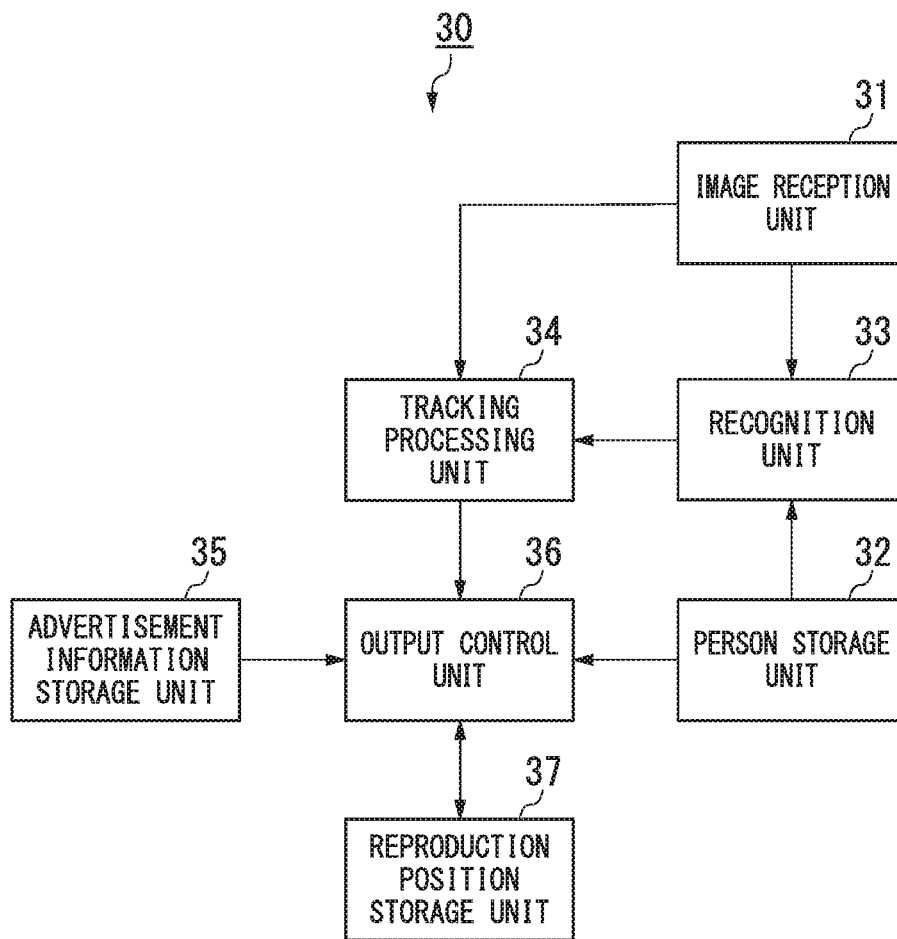 30
31
IMAGE RECEPTION
UNIT
34
33
TRACKING
PROCESSING
UNIT
RECOGNITION
UNIT
35
36
32
ADVERTISEMENT
INFORMATION
STORAGE UNIT
OUTPUT CONTROL
UNIT
PERSON STORAGE
UNIT
37
REPRODUCTION
POSITION
STORAGE UNIT